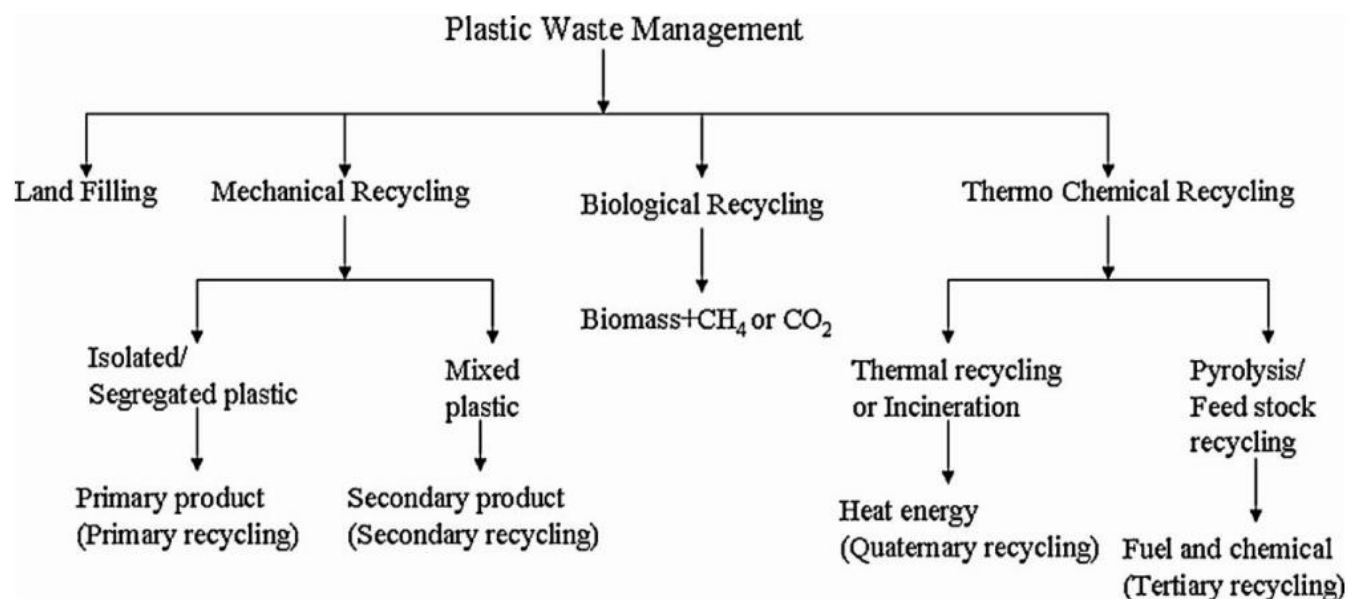 Plastic Waste Management
Land Filling
Mechanical Recycling
Biological Recycling
Thermo Chemical Recycling
Isolated/
Segregated plastic
Mixed
plastic
Biomass+CH₄ or CO₂
Thermal recycling
or Incineration
Pyrolysis/
Feed stock
recycling
Primary product
(Primary recycling)
Secondary product
(Secondary recycling)
Heat energy
(Quaternary recycling)
Fuel and chemical
(Tertiary recycling)